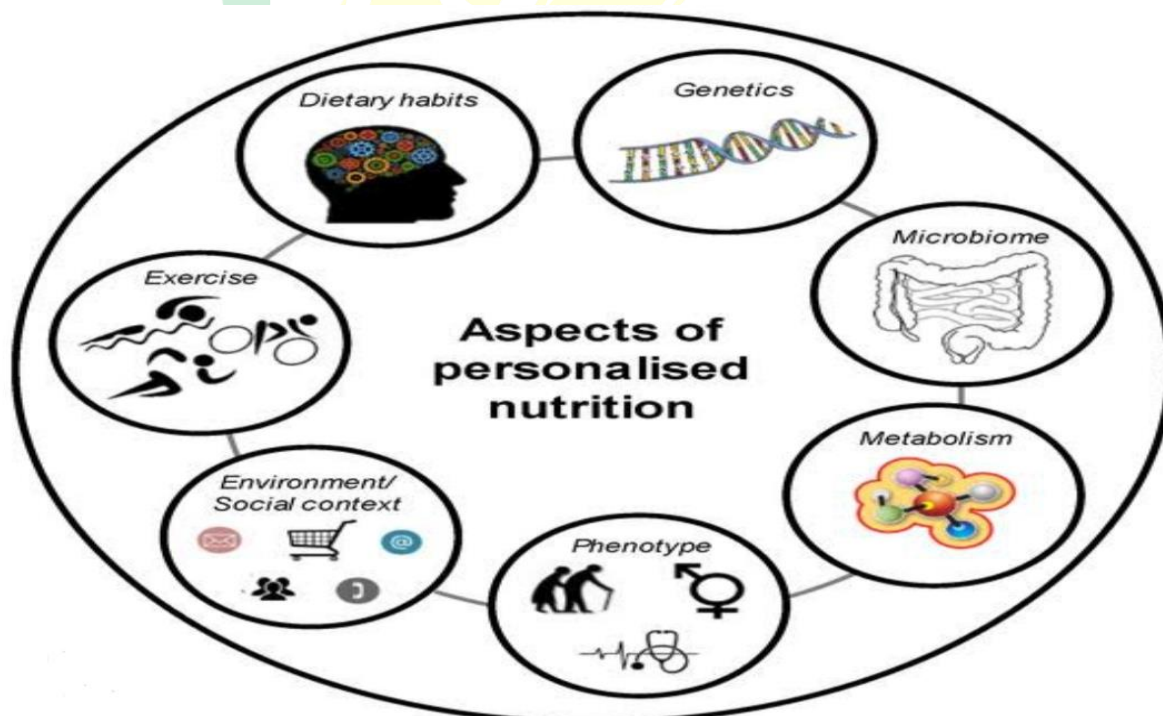 Dietary habits
Genetics
Microbiome
Exercise
Aspects of
personalised
nutrition
Metabolism
Environment/
Social context
@
Phenotype